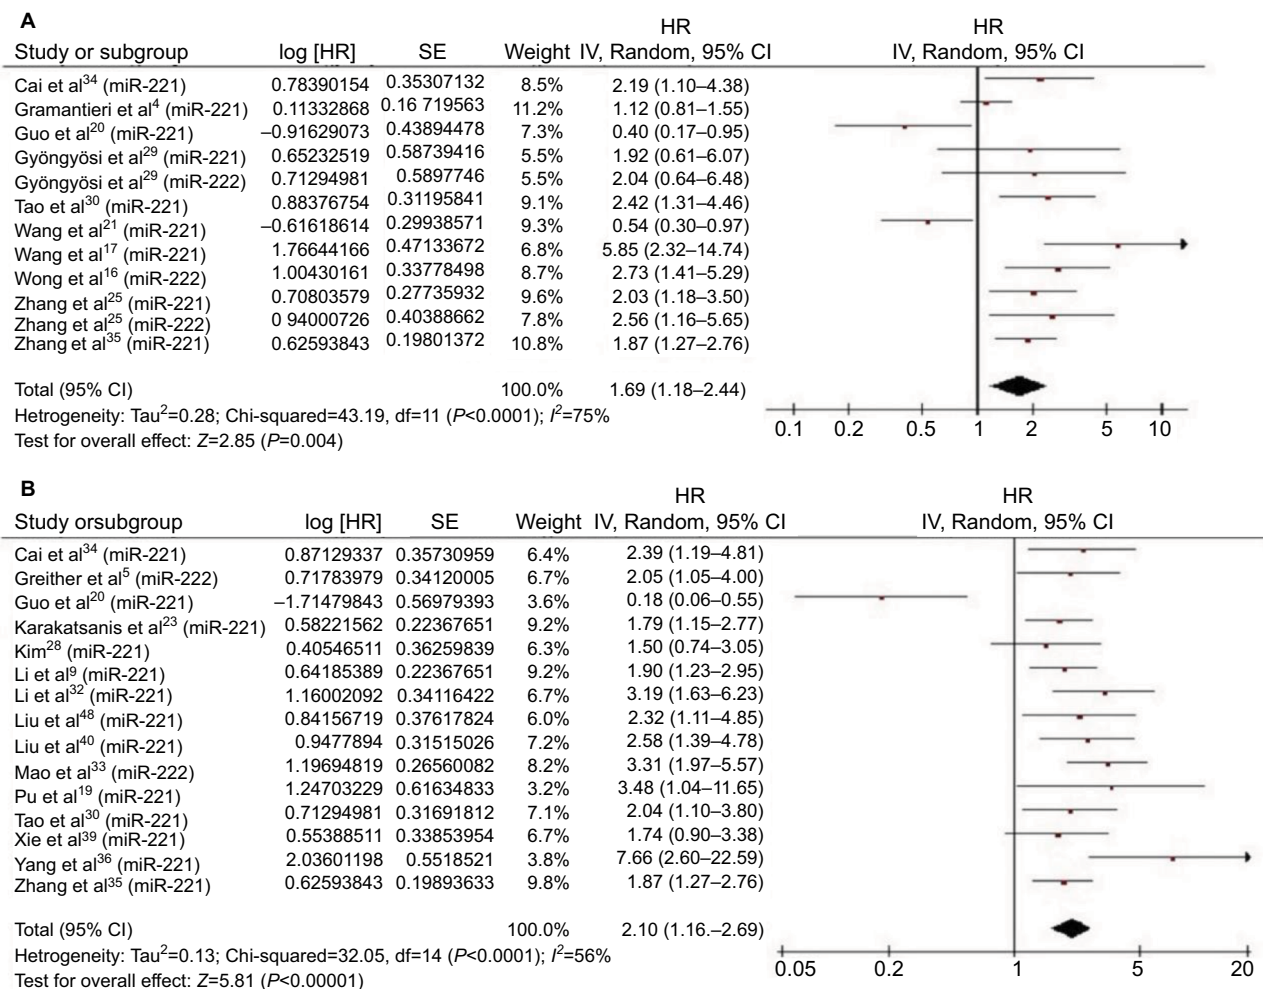 A
HR HR
Study or subgroup log [HR] SE Weight IV, Random, 95% CI IV, Random, 95% CI
Cai et al34 (miR-221) 0.78390154 0.35307132 8.5% 2.19 (1.10–4.38)
Gramantieri et al4 (miR-221) 0.11332868 0.16 719563 11.2% 1.12 (0.81–1.55)
Guo et al20 (miR-221) –0.91629073 0.43894478 7.3% 0.40 (0.17–0.95)
Gyöngyösi et al29 (miR-221) 0.65232519 0.58739416 5.5% 1.92 (0.61–6.07)
Gyöngyösi et al29 (miR-222) 0.71294981 0.5897746 5.5% 2.04 (0.64–6.48)
Tao et al30 (miR-221) 0.88376754 0.31195841 9.1% 2.42 (1.31–4.46)
Wang et al21 (miR-221) –0.61618614 0.29938571 9.3% 0.54 (0.30–0.97)
Wang et al17 (miR-221) 1.76644166 0.47133672 6.8% 5.85 (2.32–14.74)
Wong et al16 (miR-222) 1.00430161 0.33778498 8.7% 2.73 (1.41–5.29)
Zhang et al25 (miR-221) 0.70803579 0.27735932 9.6% 2.03 (1.18–3.50)
Zhang et al25 (miR-222) 0 94000726 0.40388662 7.8% 2.56 (1.16–5.65)
Zhang et al35 (miR-221) 0.62593843 0.19801372 10.8% 1.87 (1.27–2.76)
Total (95% CI) 100.0% 1.69 (1.18–2.44)
Hetrogeneity: Tau2=0.28; Chi-squared=43.19, df=11 (P<0.0001); I2=75%
Test for overall effect: Z=2.85 (P=0.004)
0.1 0.2 0.5 1 2 5 10
B
HR HR
Study orsubgroup log [HR] SE Weight IV, Random, 95% CI IV, Random, 95% CI
Cai et al34 (miR-221) 0.87129337 0.35730959 6.4% 2.39 (1.19–4.81)
Greither et al5 (miR-222) 0.71783979 0.34120005 6.7% 2.05 (1.05–4.00)
Guo et al20 (miR-221) –1.71479843 0.56979393 3.6% 0.18 (0.06–0.55)
Karakatsanis et al23 (miR-221) 0.58221562 0.22367651 9.2% 1.79 (1.15–2.77)
Kim28 (miR-221) 0.40546511 0.36259839 6.3% 1.50 (0.74–3.05)
Li et al9 (miR-221) 0.64185389 0.22367651 9.2% 1.90 (1.23–2.95)
Li et al32 (miR-221) 1.16002092 0.34116422 6.7% 3.19 (1.63–6.23)
Liu et al48 (miR-221) 0.84156719 0.37617824 6.0% 2.32 (1.11–4.85)
Liu et al40 (miR-221) 0.9477894 0.31515026 7.2% 2.58 (1.39–4.78)
Mao et al33 (miR-222) 1.19694819 0.26560082 8.2% 3.31 (1.97–5.57)
Pu et al19 (miR-221) 1.24703229 0.61634833 3.2% 3.48 (1.04–11.65)
Tao et al30 (miR-221) 0.71294981 0.31691812 7.1% 2.04 (1.10–3.80)
Xie et al39 (miR-221) 0.55388511 0.33853954 6.7% 1.74 (0.90–3.38)
Yang et al36 (miR-221) 2.03601198 0.5518521 3.8% 7.66 (2.60–22.59)
Zhang et al35 (miR-221) 0.62593843 0.19893633 9.8% 1.87 (1.27–2.76)
Total (95% CI) 100.0% 2.10 (1.16.–2.69)
Hetrogeneity: Tau2=0.13; Chi-squared=32.05, df=14 (P<0.0001); I2=56%
Test for overall effect: Z=5.81 (P<0.00001)
0.05 0.2 1 5 20